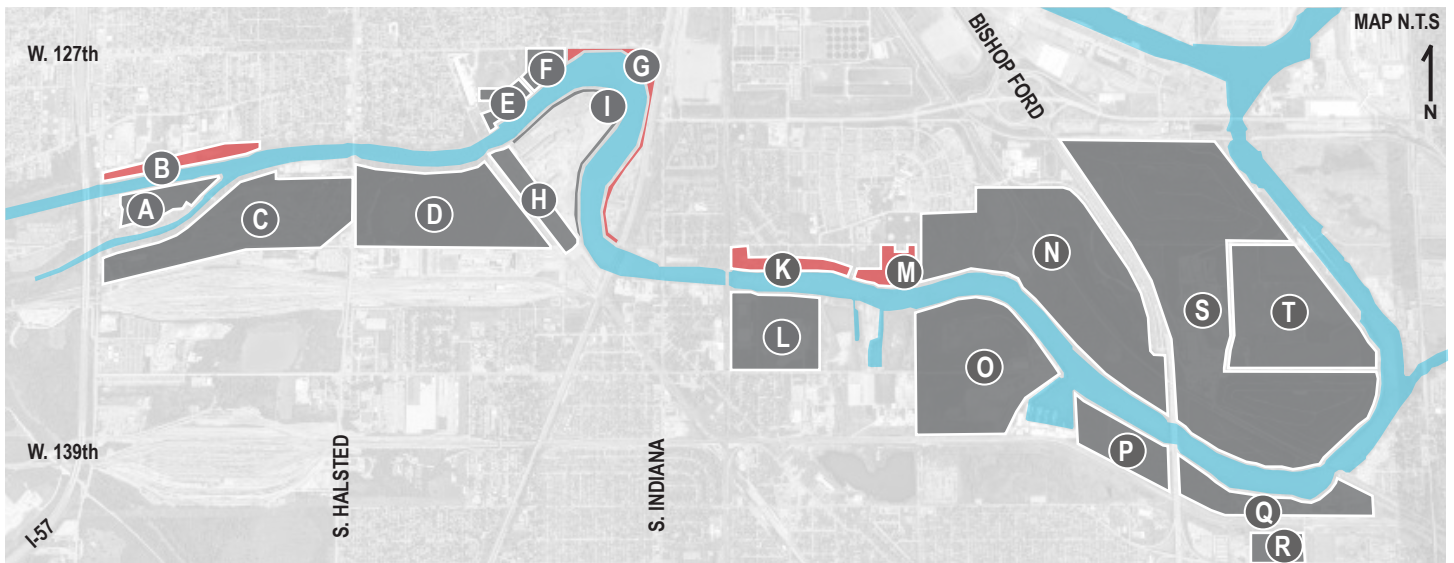 MAP N.T.S
BISHOP FORD
W. 127th
N
F
G
E
I
B
A
H
C
D
K
M
N
S
T
L
O
W. 139th
P
S. HALSTED
S. INDIANA
Q
I-57
R